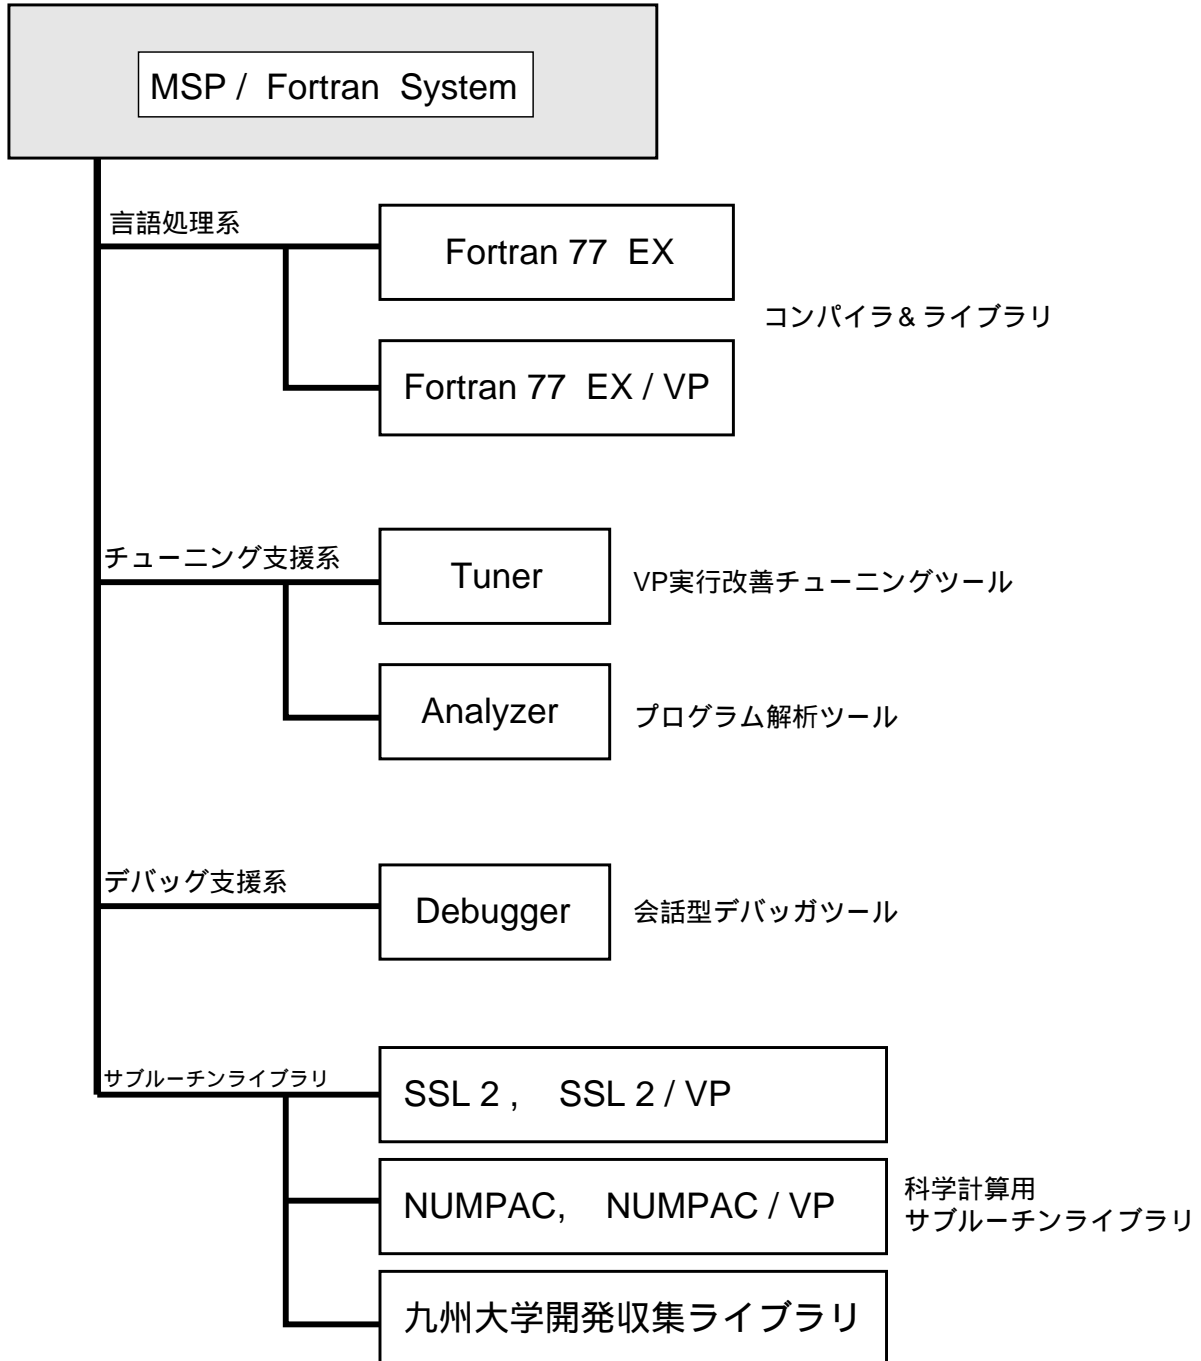 MSP / Fortran System
言語処理系
Fortran 77 EX
コンパイラ&ライブラリ
Fortran 77 EX / VP
チューニング支援系
Tuner
VP実行改善チューニングツール
Analyzer
プログラム解析ツール
デバッグ支援系
Debugger
会話型デバッガツール
サブルーチンライブラリ
SSL 2 , SSL 2 / VP
NUMPAC, NUMPAC / VP
科学計算用
サブルーチンライブラリ
九州大学開発収集ライブラリ